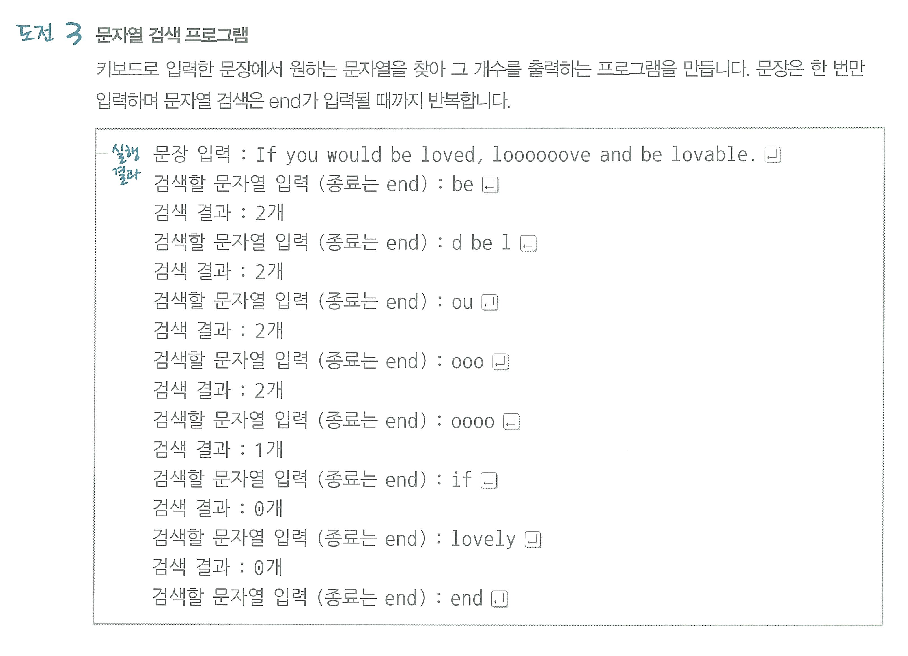 도전 3 문자열 검색 프로그램
키보드로 입력한 문장에서 원하는 문자열을 찾아 그 개수를 출력하는 프로그램을 만듭니다. 문장은 한 번만
입력하며 문자열 검색은 end가 입력될 때까지 반복합니다.
실행
결과
문장 입력 : If you would be loved, loooooove and be lovable. ↵
검색할 문자열 입력 (종료는 end) : be ↵
검색 결과 : 2개
검색할 문자열 입력 (종료는 end) : d be l ↵
검색 결과 : 2개
검색할 문자열 입력 (종료는 end) : ou ↵
검색 결과 : 2개
검색할 문자열 입력 (종료는 end) : ooo ↵
검색 결과 : 2개
검색할 문자열 입력 (종료는 end) : oooo ↵
검색 결과 : 1개
검색할 문자열 입력 (종료는 end) : if ↵
검색 결과 : 0개
검색할 문자열 입력 (종료는 end) : lovely ↵
검색 결과 : 0개
검색할 문자열 입력 (종료는 end) : end ↵